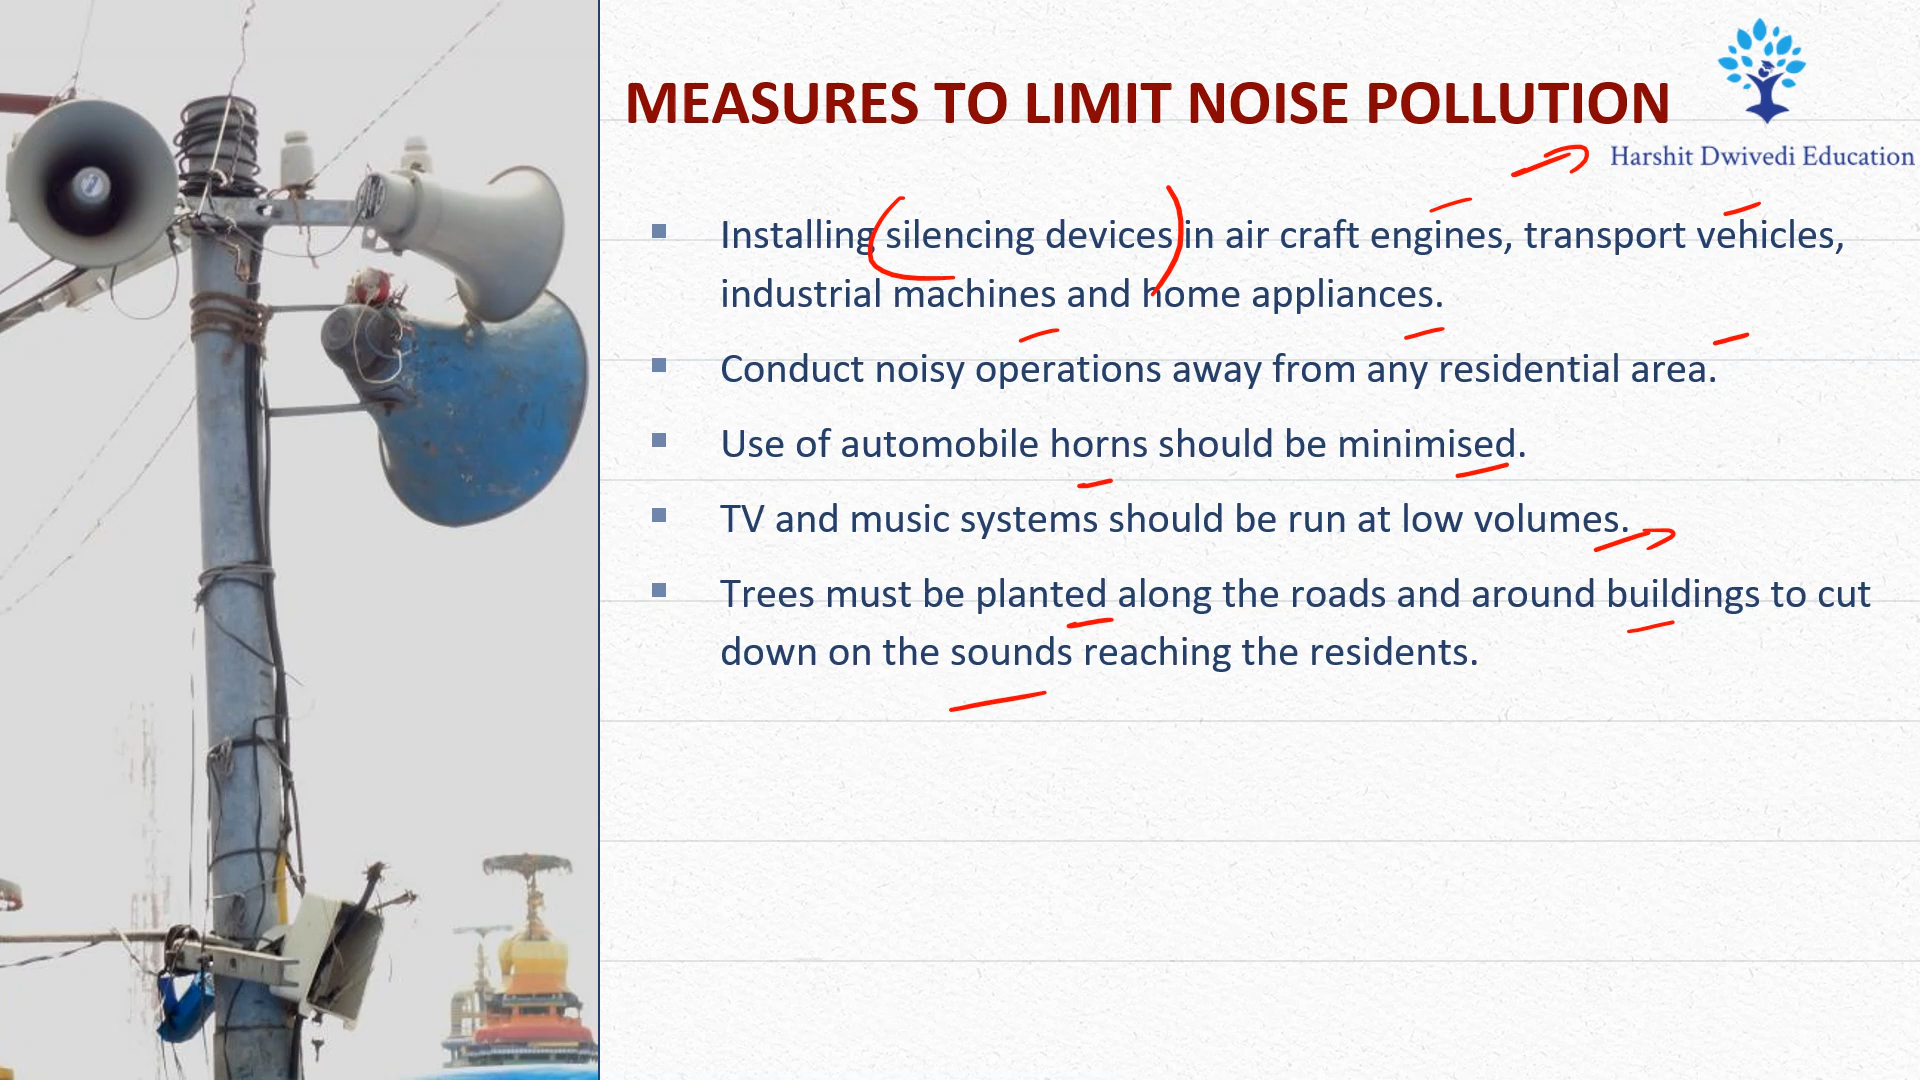 MEASURES TO LIMIT NOISE POLLUTION
Harshit Dwivedi Education
Installing silencing devices in air craft engines, transport vehicles,
industrial machines and home appliances.
Conduct noisy operations away from any residential area.
Use of automobile horns should be minimised.
TV and music systems should be run at low volumes.
Trees must be planted along the roads and around buildings to cut
down on the sounds reaching the residents.